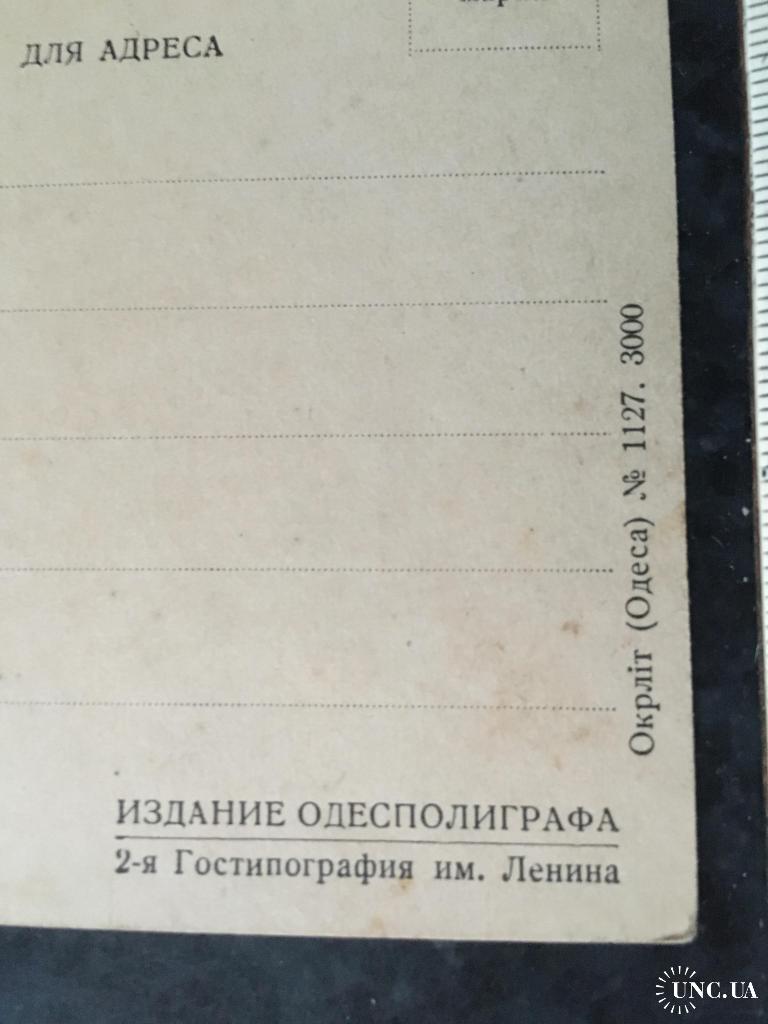 ДЛЯ АДРЕСА
Окрліт (Одеса) № 1127. 3000
ИЗДАНИЕ ОДЕСПОЛИГРАФА
2-я Гостипография им. Ленина
UNC.UA